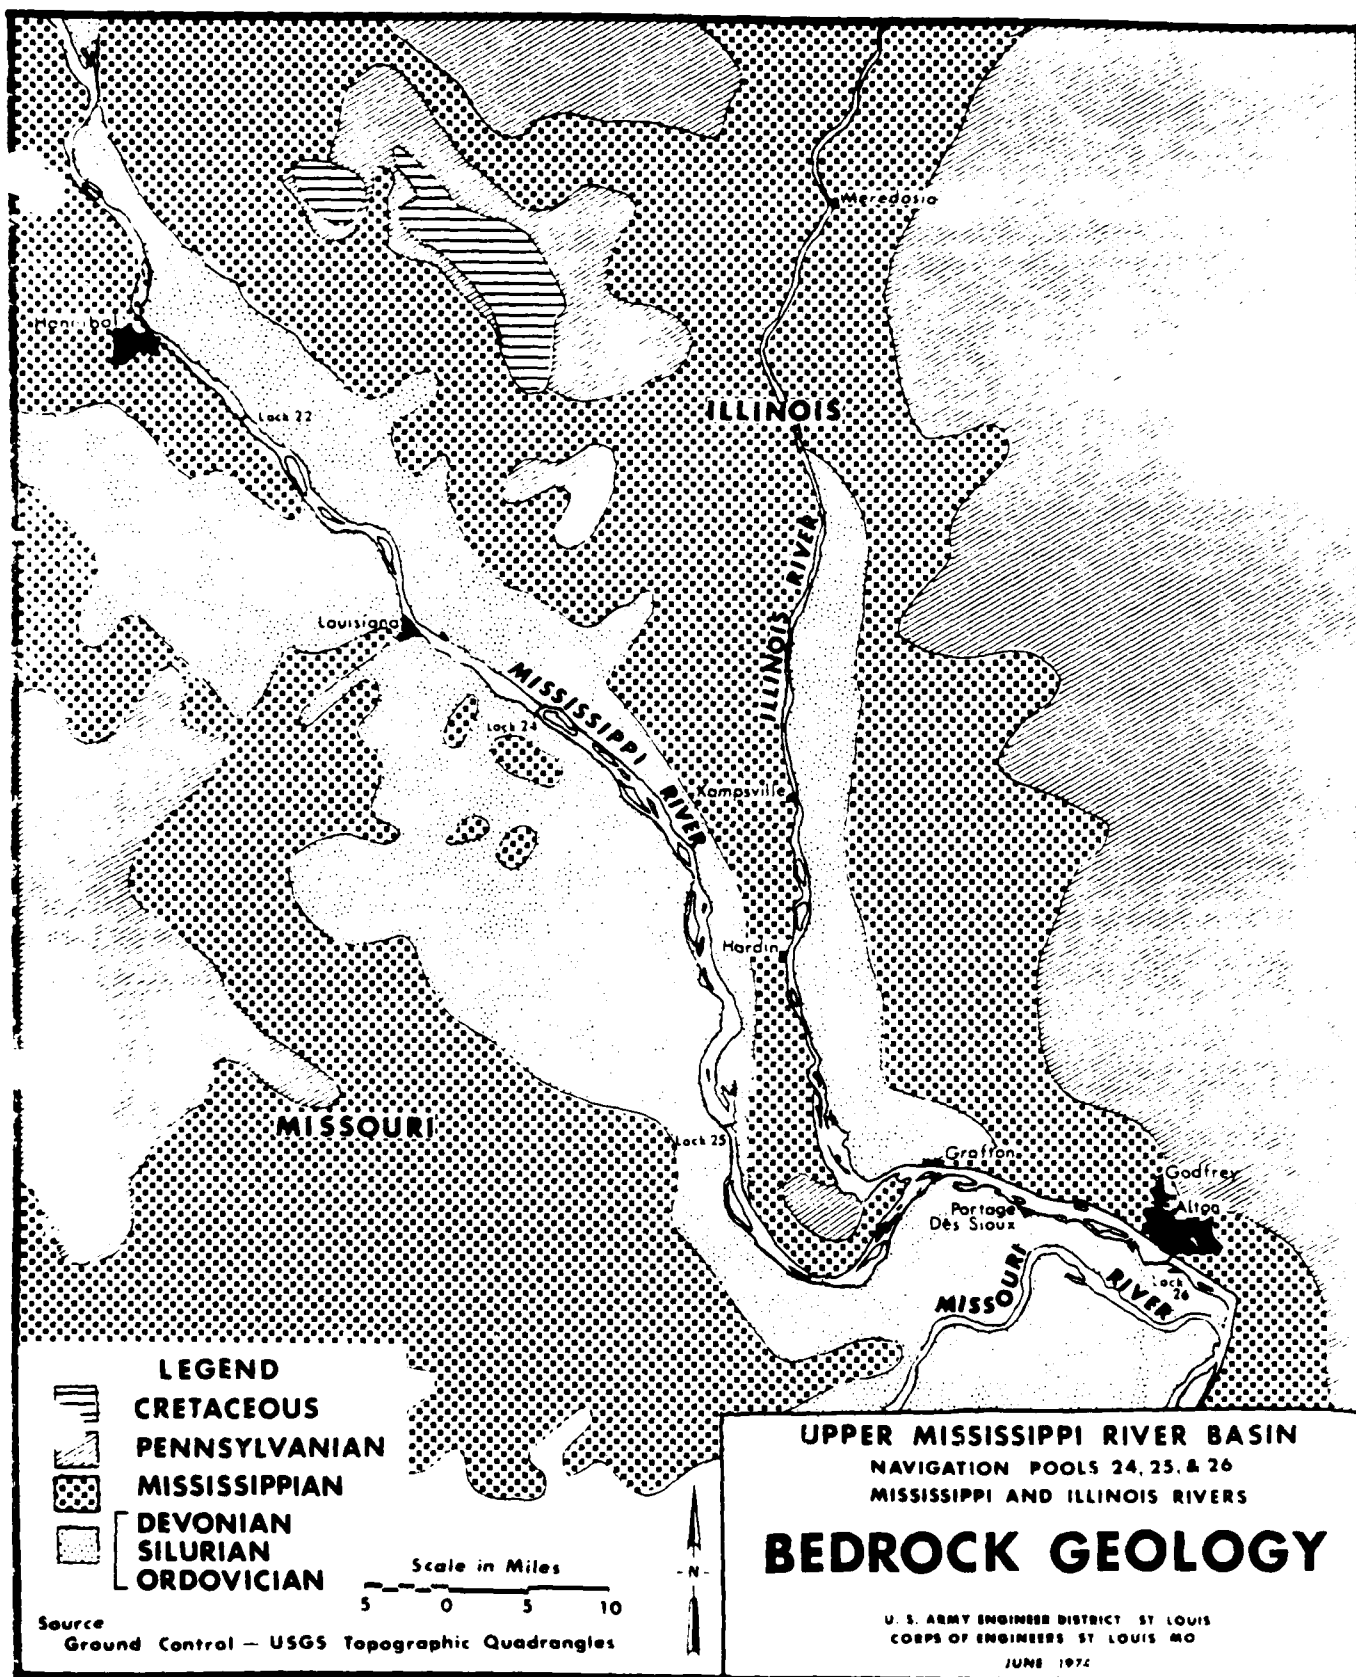 Meredosia
Hannibal
ILLINOIS
Lock 22
ILLINOIS RIVER
Louisiana
MISSISSIPPI RIVER
Lock 24
Kampsville
Hardin
MISSOURI
Lock 25
Grafton
Godfrey
Alton
Portage
Dès Sioux
MISSOURI RIVER
Lock
26
LEGEND
CRETACEOUS
PENNSYLVANIAN
MISSISSIPPIAN
DEVONIAN
SILURIAN
ORDOVICIAN
Scale in Miles
5 0 5 10
-N-
Source
Ground Control — USGS Topographic Quadrangles
UPPER MISSISSIPPI RIVER BASIN
NAVIGATION POOLS 24, 25, & 26
MISSISSIPPI AND ILLINOIS RIVERS
BEDROCK GEOLOGY
U. S. ARMY ENGINEER DISTRICT ST LOUIS
CORPS OF ENGINEERS ST LOUIS MO
JUNE